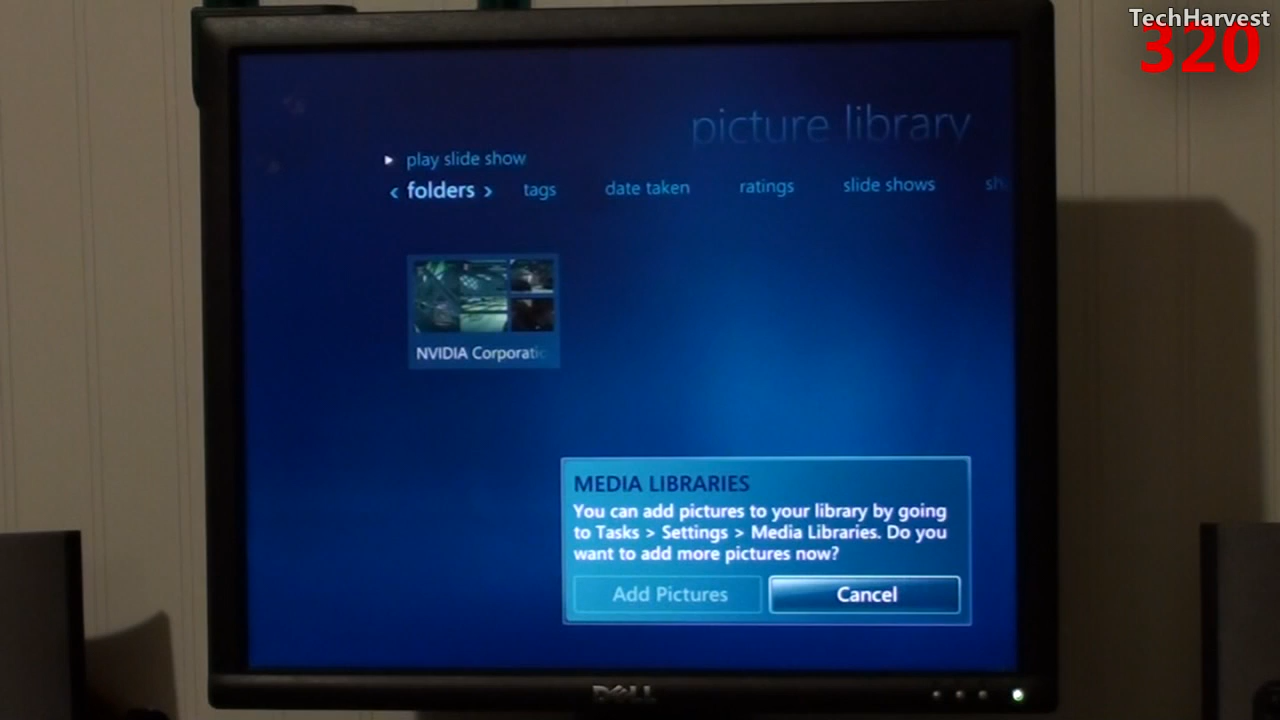 TechHarvest
320
picture library
play slide show
folders tags date taken ratings slide shows
NVIDIA Corporati
MEDIA LIBRARIES
You can add pictures to your library by going
to Tasks > Settings > Media Libraries. Do you
want to add more pictures now?
Add Pictures Cancel
DELL